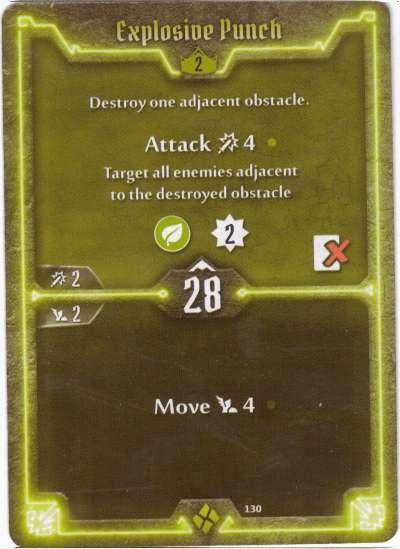 Explosive Punch
2
Destroy one adjacent obstacle.
Attack 4
Target all enemies adjacent
to the destroyed obstacle
2
2
28
2
Move 4
130